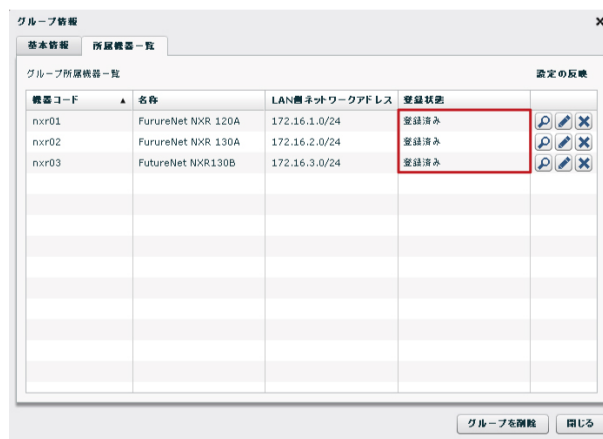 グループ情報
基本情報 所属機器一覧
グループ所属機器一覧 設定の反映
機器コード ▲ 名称 LAN側ネットワークアドレス 登録状態
nxr01 FurureNet NXR 120A 172.16.1.0/24 登録済み
nxr02 FurureNet NXR 130A 172.16.2.0/24 登録済み
nxr03 FutureNet NXR130B 172.16.3.0/24 登録済み
グループを削除 閉じる